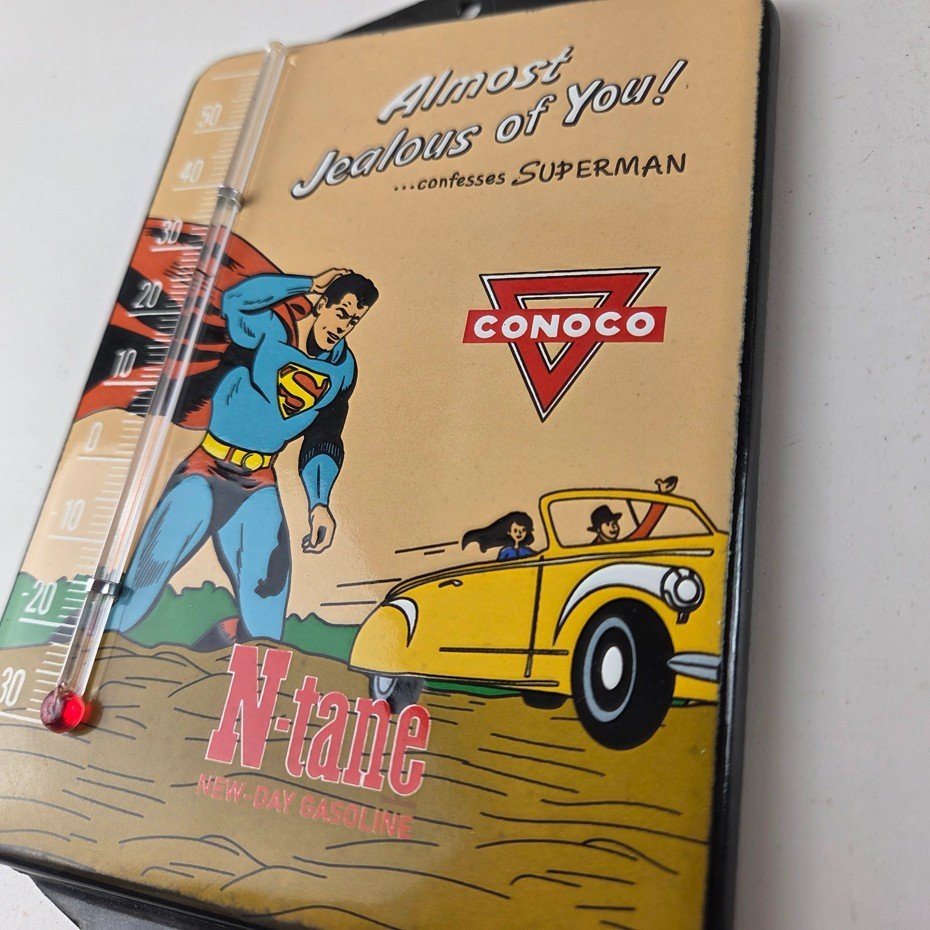 Almost
Jealous of You!
...confesses SUPERMAN
50
40
30
20
10
0
10
-20
30
CONOCO
S
N-tane
NEW-DAY GASOLINE